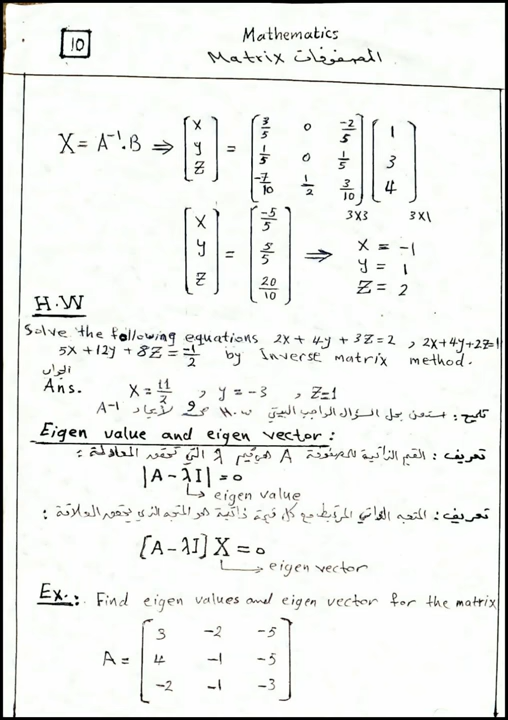 10
Mathematics
Matrix المصفوفات
X = A⁻¹.B ⇒ [x y z] = [3/5 0 -2/5; 1/5 0 1/5; -7/10 1/2 3/10] [1 3 4]
3x3 3x1
[x y z] = [-5/5 5/5 20/10] ⇒ x = -1
y = 1
z = 2
H.W
Solve the following equations 2x + 4y + 3z = 2 , 2x+4y+2z=1
5x +12y + 8z = -1/2 by Inverse matrix method.
الجواب
Ans. x = 11/2 , y = -3 , z=1
تلميح: نستعين بحل السؤال الواجب البيتي H.W لأيجاد A-1
Eigen value and eigen vector :
تعريف: القيم الذاتية للمصفوفة A هي قيم λ التي تحقق المعادلة :
|A - λI| = 0
↳ eigen value
تعريف: المتجه الذاتي المرتبط مع كل قيمة ذاتية هو المتجه الذي يحقق العلاقة :
[A - λI] X = 0
↳ eigen vector
Ex.: Find eigen values and eigen vector for the matrix
A = [3 -2 -5; 4 -1 -5; -2 -1 -3]